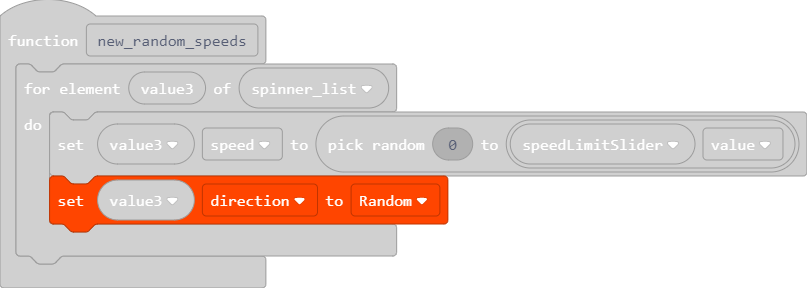 function new_random_speeds
for element value3 of spinner_list
do
set value3 speed to pick random 0 to speedLimitSlider value
set value3 direction to Random